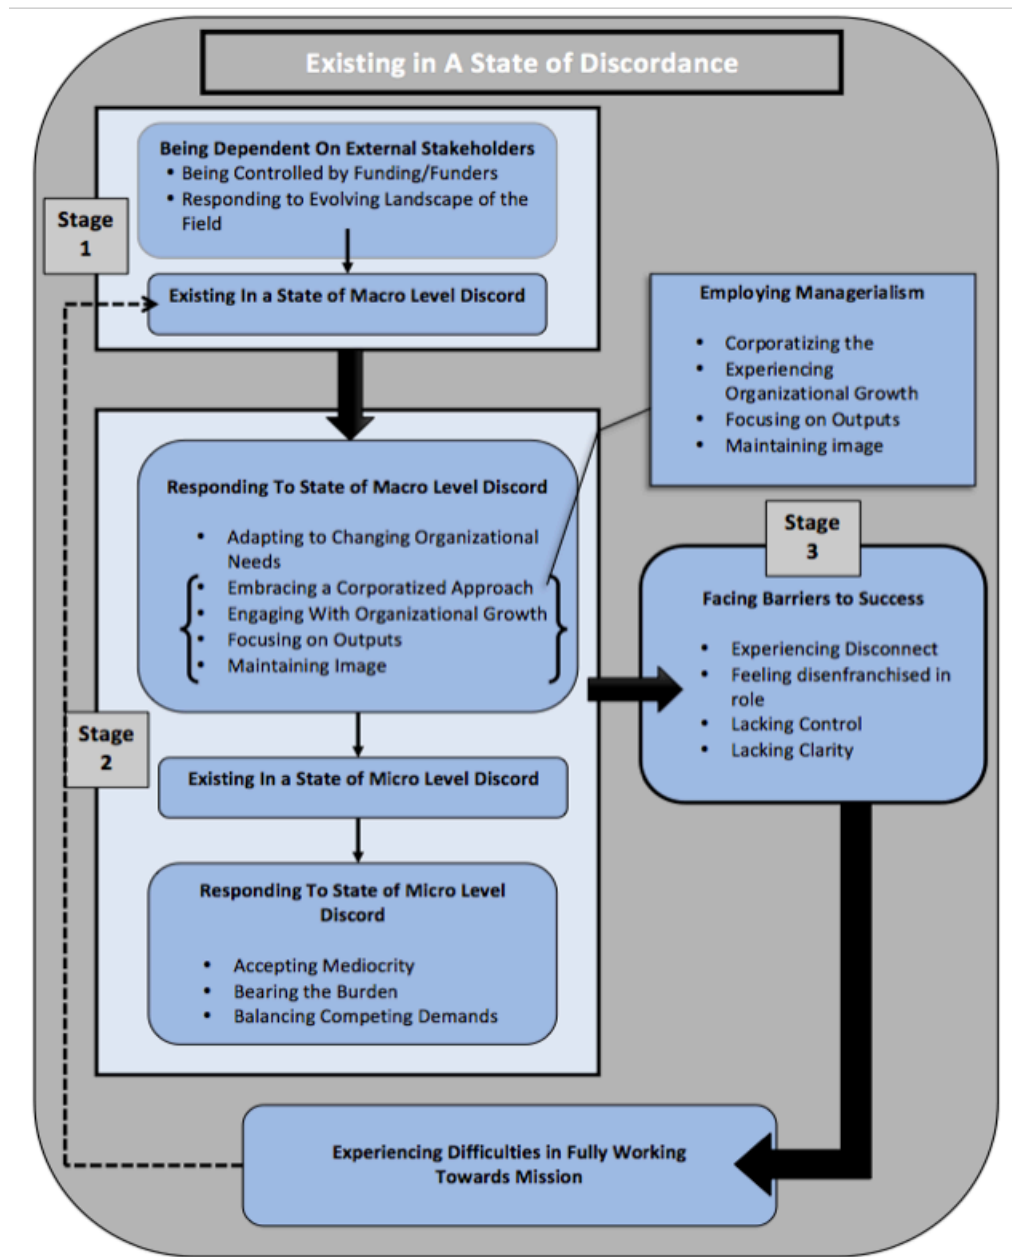 Existing in A State of Discordance
Being Dependent On External Stakeholders
• Being Controlled by Funding/Funders
• Responding to Evolving Landscape of the
Field
Stage
1
Existing In a State of Macro Level Discord
Employing Managerialism
• Corporatizing the
• Experiencing
Organizational Growth
• Focusing on Outputs
• Maintaining image
Responding To State of Macro Level Discord
• Adapting to Changing Organizational
Needs
• Embracing a Corporatized Approach
• Engaging With Organizational Growth
• Focusing on Outputs
• Maintaining Image
Stage
2
Existing In a State of Micro Level Discord
Responding To State of Micro Level
Discord
• Accepting Mediocrity
• Bearing the Burden
• Balancing Competing Demands
Stage
3
Facing Barriers to Success
• Experiencing Disconnect
• Feeling disenfranchised in
role
• Lacking Control
• Lacking Clarity
Experiencing Difficulties in Fully Working
Towards Mission